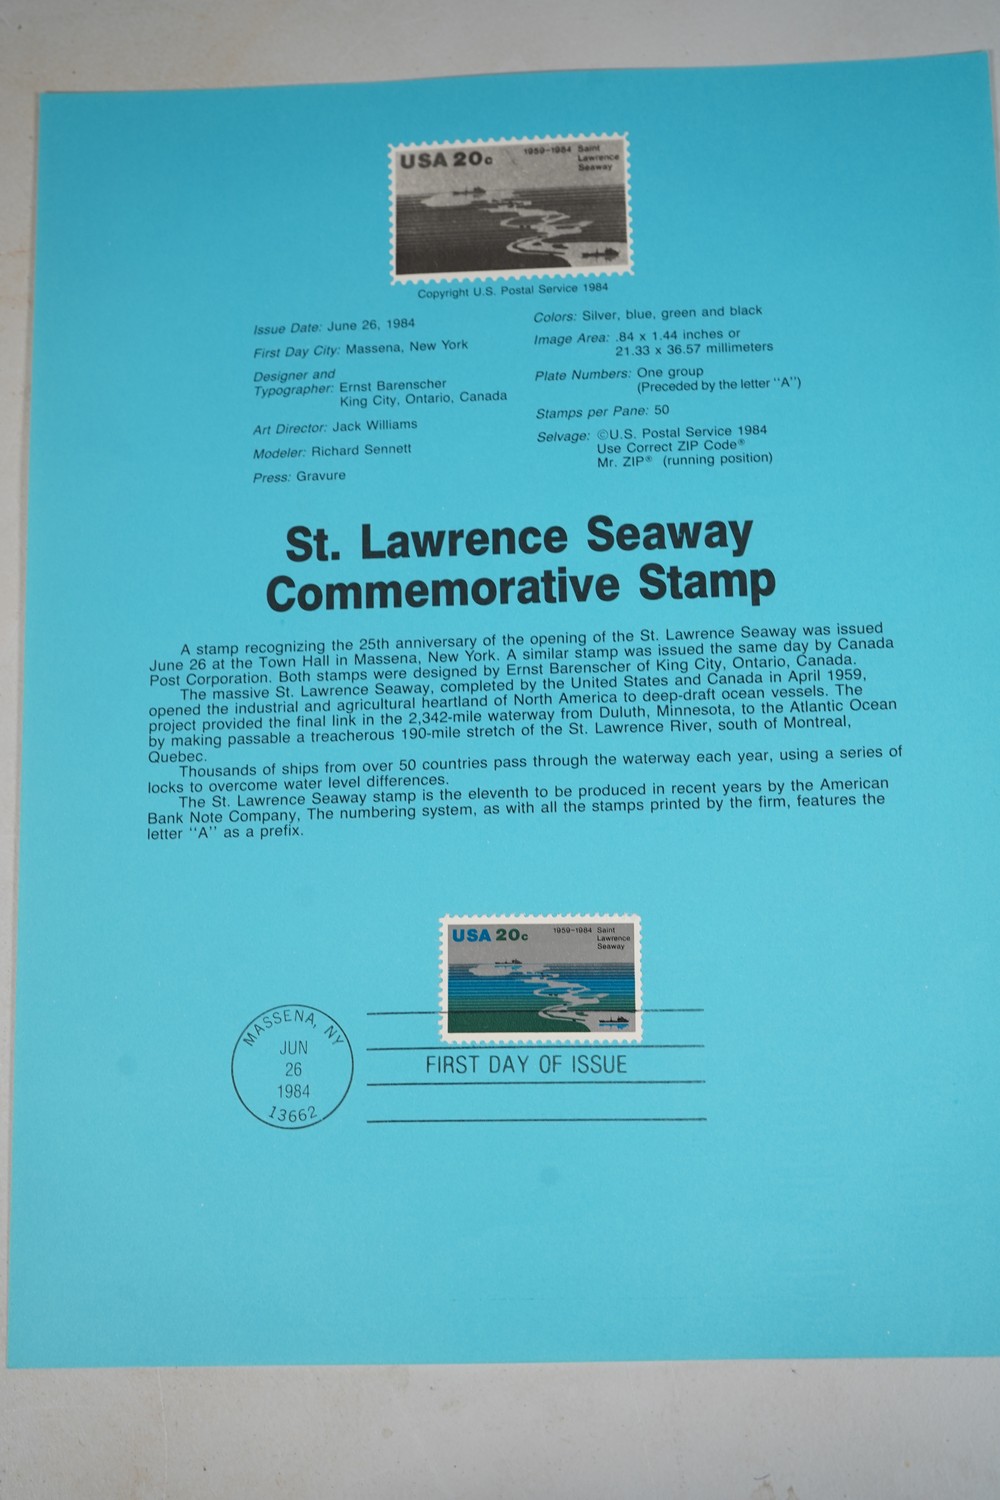 USA 20c 1959-1984 Saint
Lawrence
Seaway
Copyright U.S. Postal Service 1984
Issue Date: June 26, 1984
First Day City: Massena, New York
Designer and
Typographer: Ernst Barenscher
King City, Ontario, Canada
Art Director: Jack Williams
Modeler: Richard Sennett
Press: Gravure
Colors: Silver, blue, green and black
Image Area: .84 x 1.44 inches or
21.33 x 36.57 millimeters
Plate Numbers: One group
(Preceded by the letter "A")
Stamps per Pane: 50
Selvage: ©U.S. Postal Service 1984
Use Correct ZIP Code®
Mr. ZIP® (running position)
St. Lawrence Seaway
Commemorative Stamp
A stamp recognizing the 25th anniversary of the opening of the St. Lawrence Seaway was issued
June 26 at the Town Hall in Massena, New York. A similar stamp was issued the same day by Canada
Post Corporation. Both stamps were designed by Ernst Barenscher of King City, Ontario, Canada.
The massive St. Lawrence Seaway, completed by the United States and Canada in April 1959,
opened the industrial and agricultural heartland of North America to deep-draft ocean vessels. The
project provided the final link in the 2,342-mile waterway from Duluth, Minnesota, to the Atlantic Ocean
by making passable a treacherous 190-mile stretch of the St. Lawrence River, south of Montreal,
Quebec.
Thousands of ships from over 50 countries pass through the waterway each year, using a series of
locks to overcome water level differences.
The St. Lawrence Seaway stamp is the eleventh to be produced in recent years by the American
Bank Note Company, The numbering system, as with all the stamps printed by the firm, features the
letter "A" as a prefix.
USA 20c 1959-1984 Saint
Lawrence
Seaway
MASSENA, NY
JUN
26
1984
13662
FIRST DAY OF ISSUE